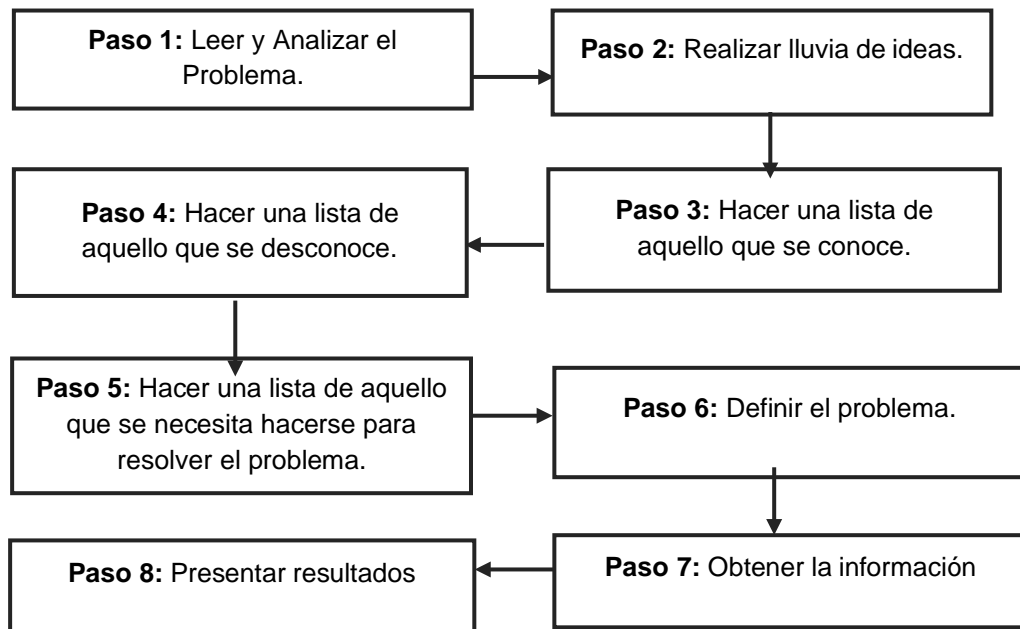 Paso 1: Leer y Analizar el
Problema.
Paso 2: Realizar lluvia de ideas.
Paso 3: Hacer una lista de
aquello que se conoce.
Paso 4: Hacer una lista de
aquello que se desconoce.
Paso 5: Hacer una lista de aquello
que se necesita hacerse para
resolver el problema.
Paso 6: Definir el problema.
Paso 7: Obtener la información
Paso 8: Presentar resultados